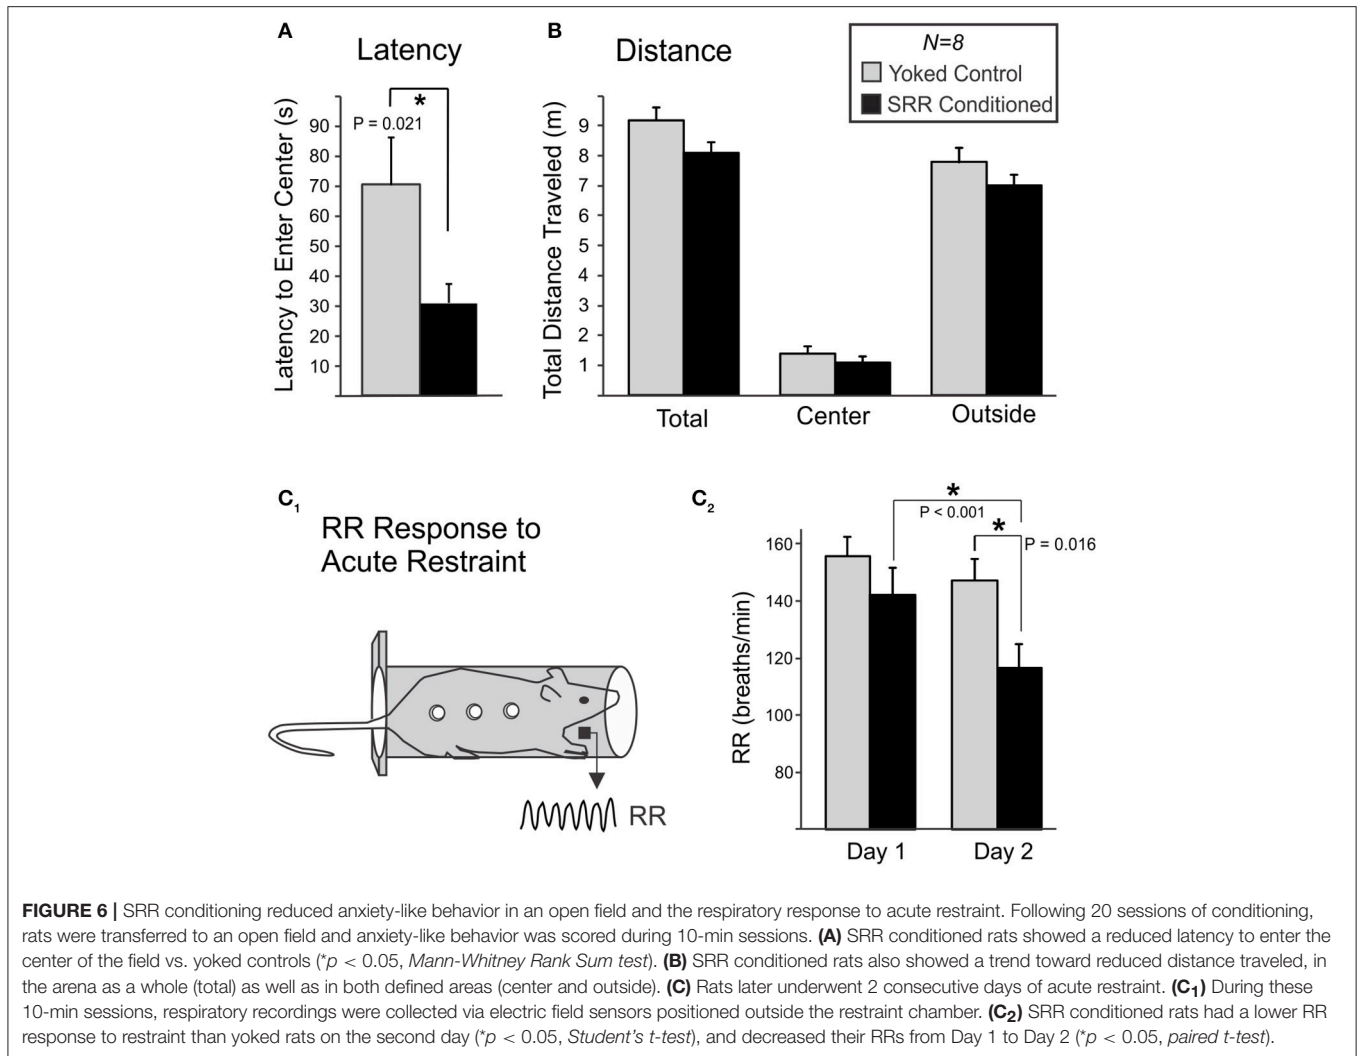 A
Latency
Latency to Enter Center (s)
90
80
70
60
50
40
30
20
10
*
P = 0.021
B
Distance
N=8
Yoked Control
SRR Conditioned
Total Distance Traveled (m)
9
8
7
6
5
4
3
2
1
Total
Center
Outside
C1
RR Response to
Acute Restraint
RR
C2
RR (breaths/min)
160
140
120
100
80
*
P < 0.001
*
P = 0.016
Day 1
Day 2
FIGURE 6 | SRR conditioning reduced anxiety-like behavior in an open field and the respiratory response to acute restraint. Following 20 sessions of conditioning,
rats were transferred to an open field and anxiety-like behavior was scored during 10-min sessions. (A) SRR conditioned rats showed a reduced latency to enter the
center of the field vs. yoked controls (*p < 0.05, Mann-Whitney Rank Sum test). (B) SRR conditioned rats also showed a trend toward reduced distance traveled, in
the arena as a whole (total) as well as in both defined areas (center and outside). (C) Rats later underwent 2 consecutive days of acute restraint. (C1) During these
10-min sessions, respiratory recordings were collected via electric field sensors positioned outside the restraint chamber. (C2) SRR conditioned rats had a lower RR
response to restraint than yoked rats on the second day (*p < 0.05, Student's t-test), and decreased their RRs from Day 1 to Day 2 (*p < 0.05, paired t-test).